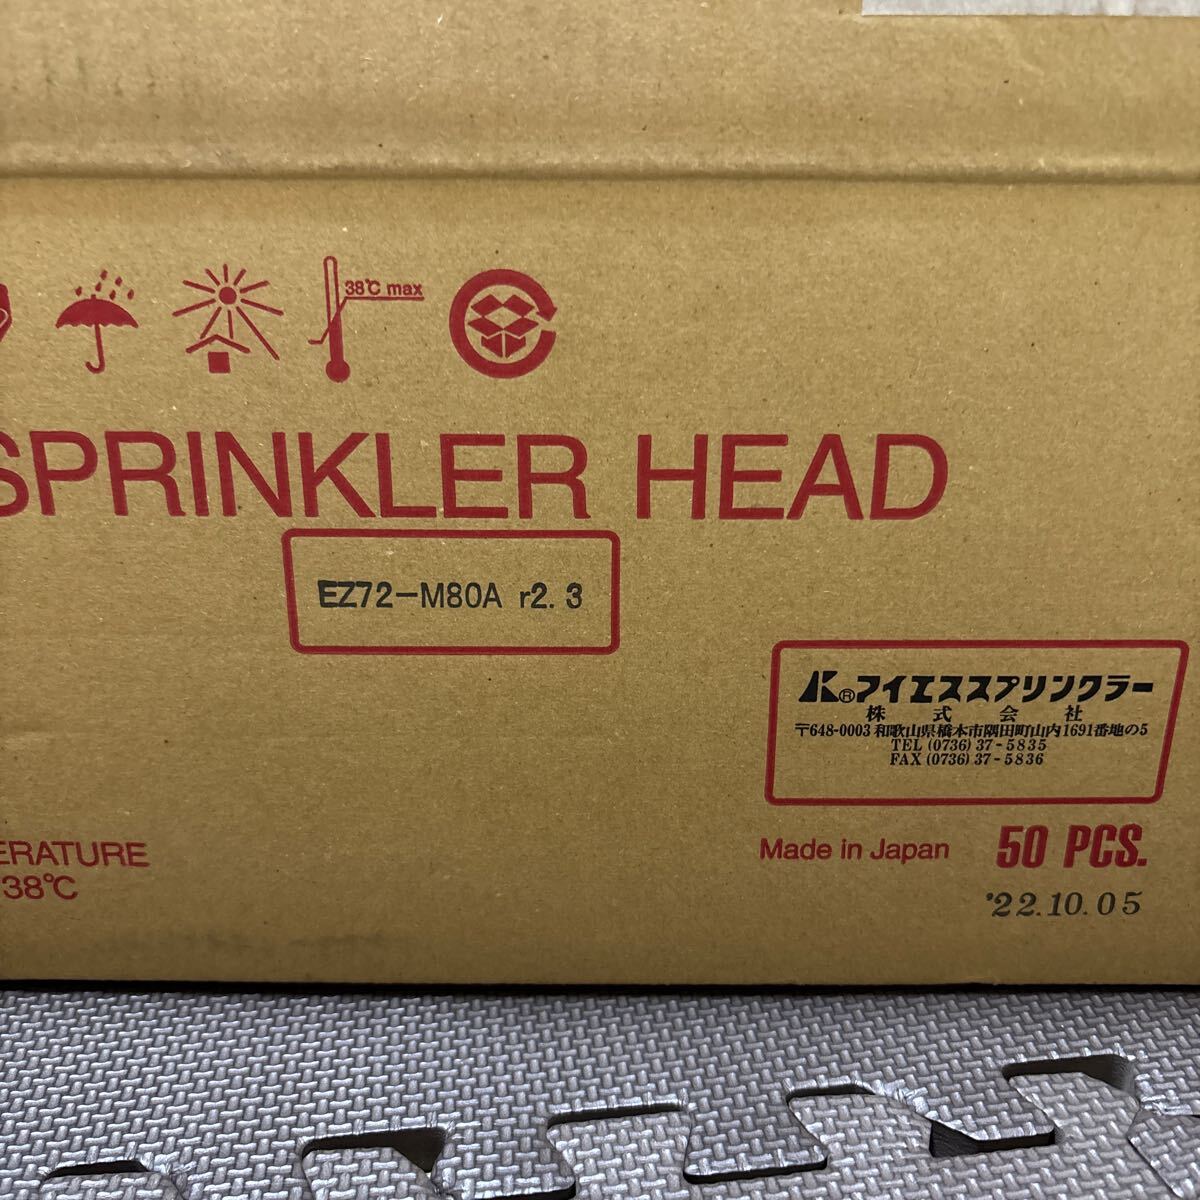 38℃ max
SPRINKLER HEAD
EZ72-M80A r2.3
R アイエススプリンクラー
株式会社
〒648-0003 和歌山県橋本市隅田町山内1691番地の5
TEL (0736) 37-5835
FAX (0736) 37-5836
ERATURE
38℃
Made in Japan 50 PCS.
'22.10.05